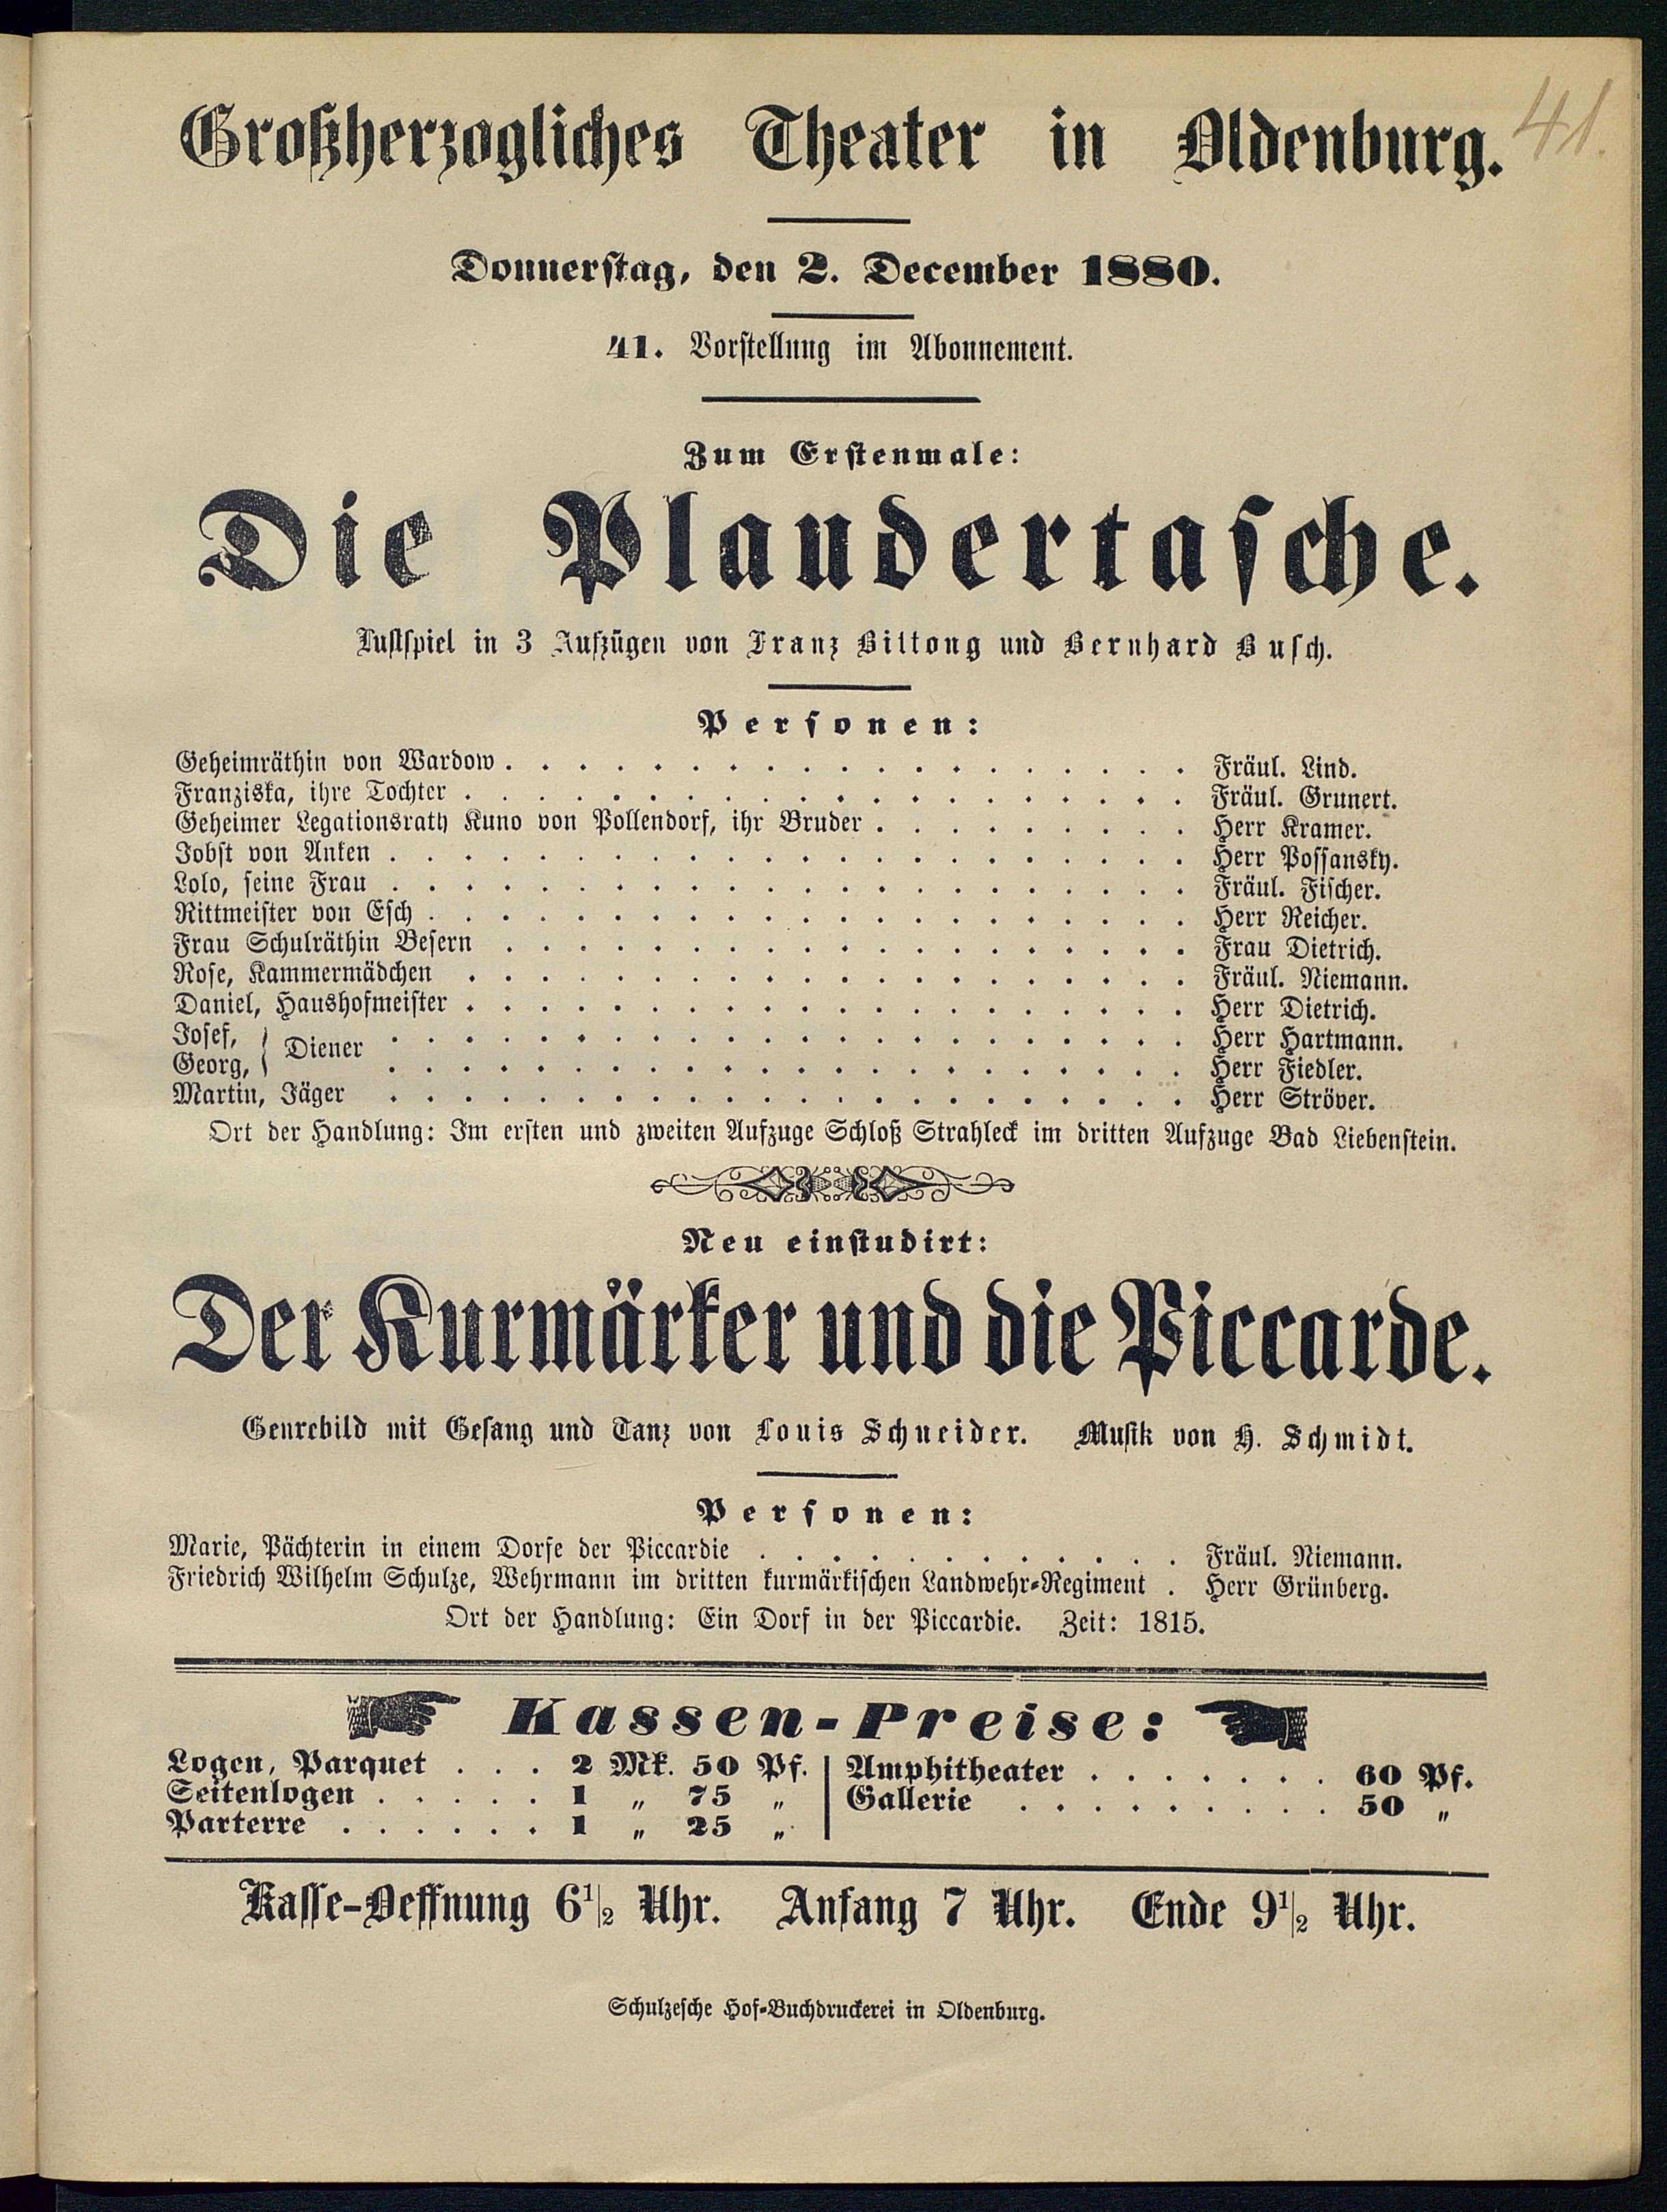 41.
Großherzogliches Theater in Oldenburg.
Donnerstag, den 2. December 1880.
41. Vorstellung im Abonnement.
Zum Erstenmale:
Die Plaudertasche.
Lustspiel in 3 Aufzügen von Franz Bittong und Bernhard Busch.
Personen:
Geheimräthin von Wardow . . . . . . . . . . . . . . . . . . . Fräul. Lind.
Franziska, ihre Tochter . . . . . . . . . . . . . . . . . . . . Fräul. Grunert.
Geheimer Legationsrath Kuno von Pollendorf, ihr Bruder . . . . . . . . . Herr Kramer.
Jobst von Anken . . . . . . . . . . . . . . . . . . . . . . Herr Possansky.
Lolo, seine Frau . . . . . . . . . . . . . . . . . . . . . . Fräul. Fischer.
Rittmeister von Esch . . . . . . . . . . . . . . . . . . . . . Herr Reicher.
Frau Schulräthin Besern . . . . . . . . . . . . . . . . . . . Frau Dietrich.
Rose, Kammermädchen . . . . . . . . . . . . . . . . . . . . Fräul. Niemann.
Daniel, Haushofmeister . . . . . . . . . . . . . . . . . . . . Herr Dietrich.
Josef, } Diener . . . . . . . . . . . . . . . . . . . . . . Herr Hartmann.
Georg, } . . . . . . . . . . . . . . . . . . . . . . Herr Fiedler.
Martin, Jäger . . . . . . . . . . . . . . . . . . . . . . Herr Ströver.
Ort der Handlung: Im ersten und zweiten Aufzuge Schloß Strahleck im dritten Aufzuge Bad Liebenstein.
Neu einstudirt:
Der Kurmärker und die Piccarde.
Genrebild mit Gesang und Tanz von Louis Schneider. Musik von H. Schmidt.
Personen:
Marie, Pächterin in einem Dorfe der Piccardie . . . . . . . . . . . . Fräul. Niemann.
Friedrich Wilhelm Schulze, Wehrmann im dritten kurmärkischen Landwehr-Regiment . Herr Grünberg.
Ort der Handlung: Ein Dorf in der Piccardie. Zeit: 1815.
Kassen-Preise:
Logen, Parquet . . . 2 Mk. 50 Pf.
Seitenlogen . . . . . 1 „ 75 „
Parterre . . . . . . 1 „ 25 „
Amphitheater . . . . . . . 60 Pf.
Gallerie . . . . . . . . . 50 „
Kasse-Oeffnung 6 1/2 Uhr. Anfang 7 Uhr. Ende 9 1/2 Uhr.
Schulzesche Hof-Buchdruckerei in Oldenburg.